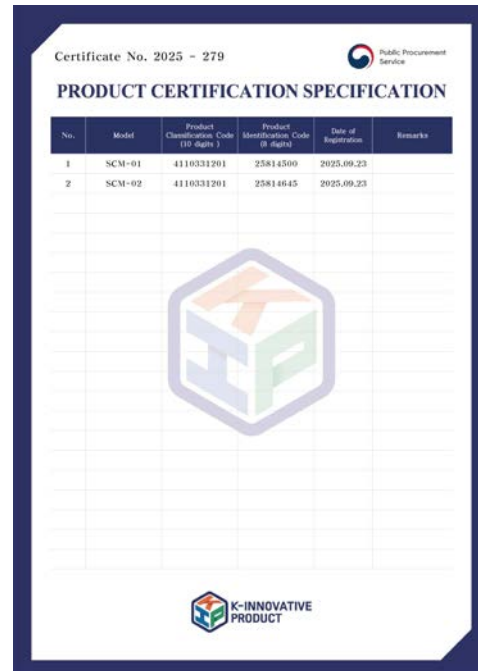 Certificate No. 2025 - 279
Public Procurement
Service
PRODUCT CERTIFICATION SPECIFICATION
No. Model Product Classification Code (10 digits ) Product Identification Code (8 digits) Date of Registration Remarks
1 SCM-01 4110331201 25814500 2025.09.23
2 SCM-02 4110331201 25814645 2025.09.23
KIP
KIP
K-INNOVATIVE
PRODUCT